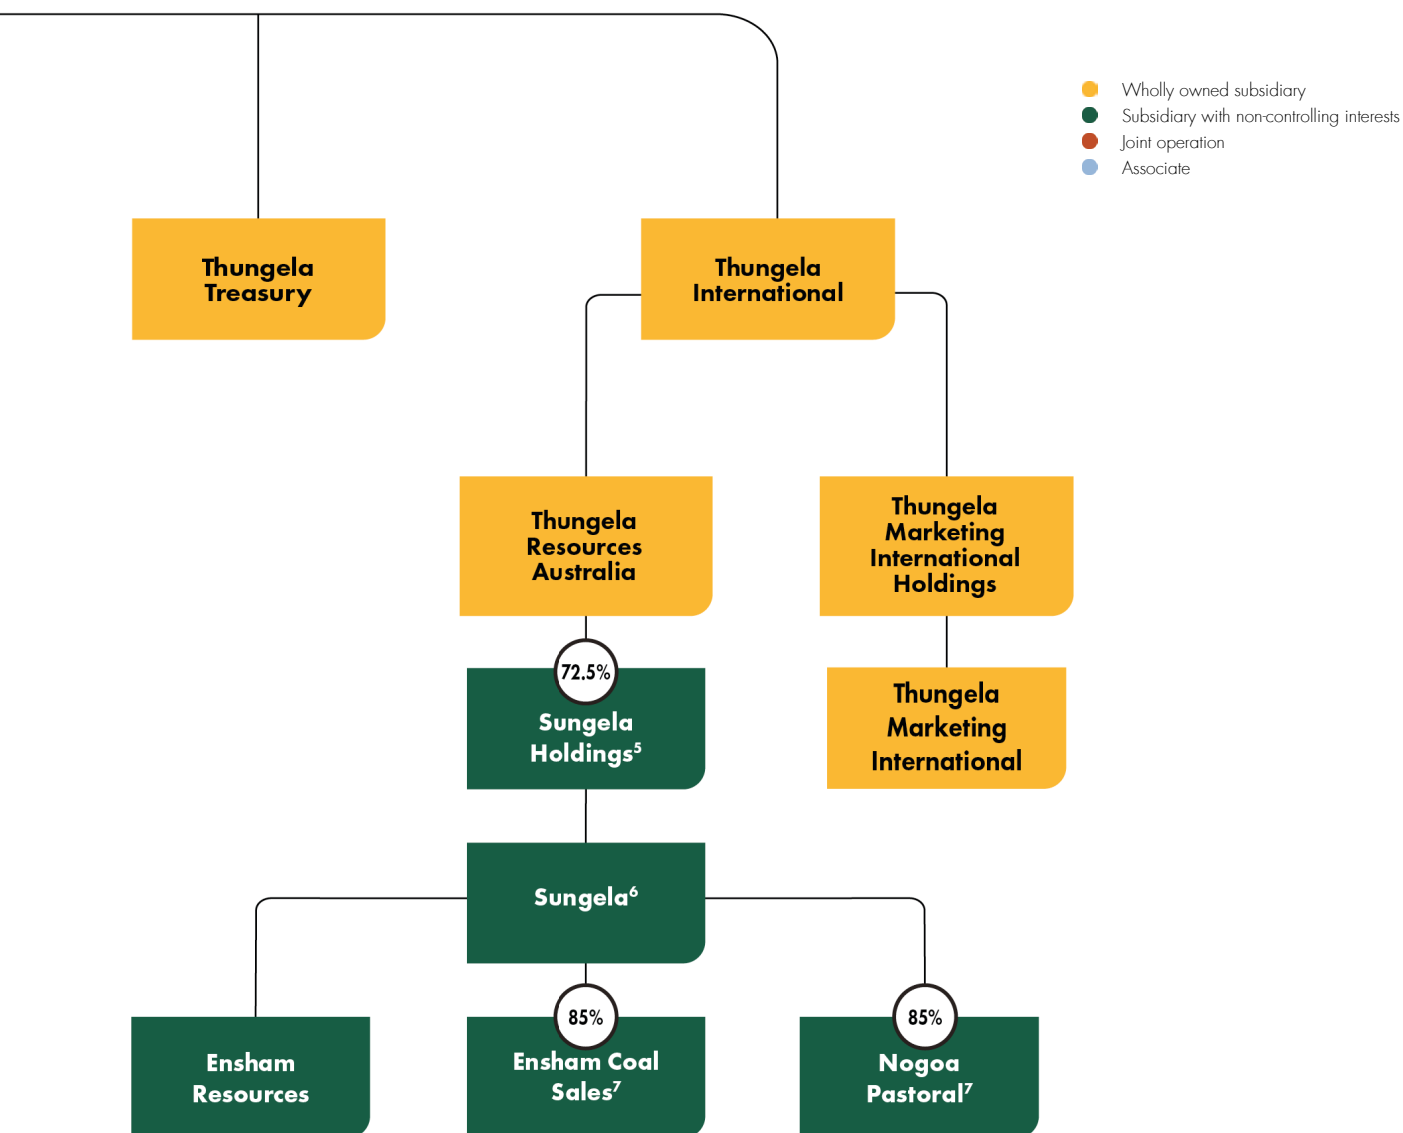 Wholly owned subsidiary
Subsidiary with non-controlling interests
Joint operation
Associate
Thungela
Treasury
Thungela
International
Thungela
Resources
Australia
Thungela
Marketing
International
Holdings
72.5%
Sungela
Holdings⁵
Thungela
Marketing
International
Sungela⁶
Ensham
Resources
85%
Ensham Coal
Sales⁷
85%
Nogoa
Pastoral⁷